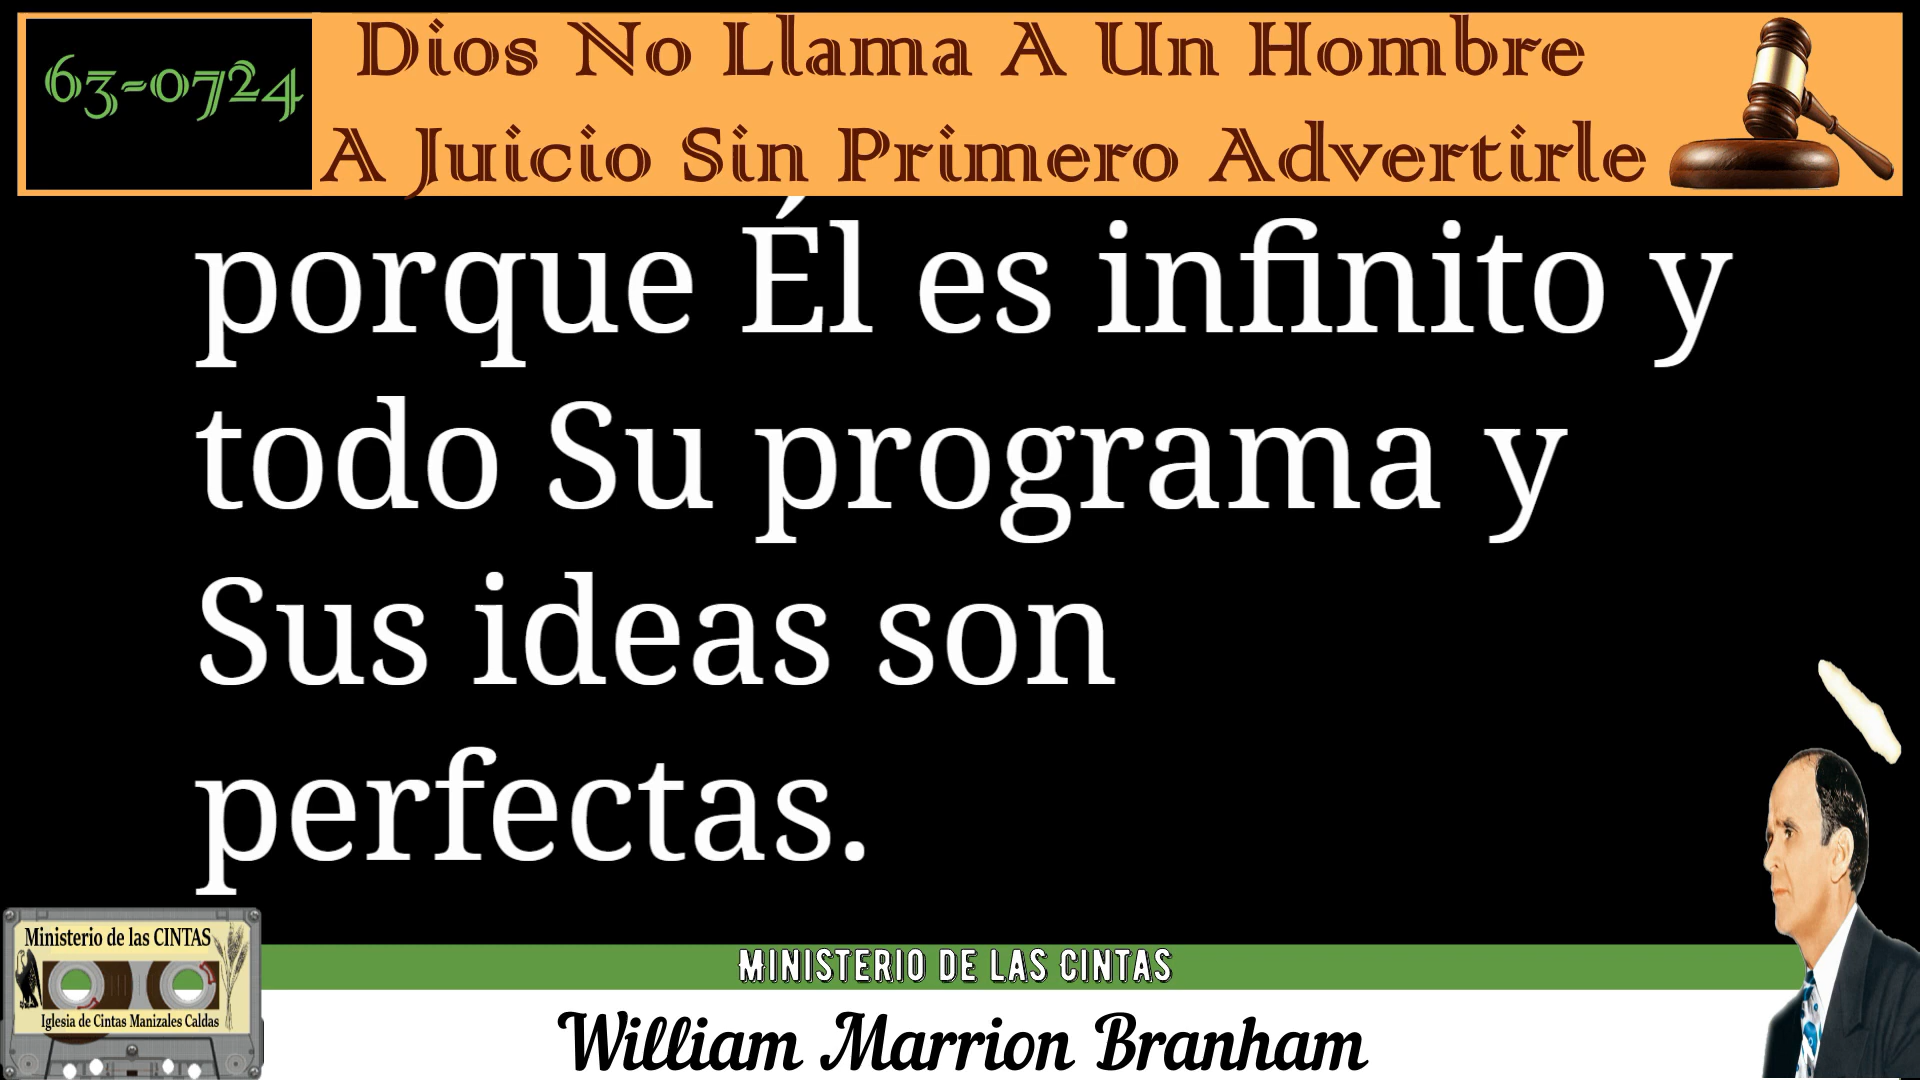 63-0724
Dios No Llama A Un Hombre
A Juicio Sin Primero Advertirle
porque Él es infinito y
todo Su programa y
Sus ideas son
perfectas.
Ministerio de las CINTAS
Iglesia de Cintas Manizales Caldas
MINISTERIO DE LAS CINTAS
William Marrion Branham